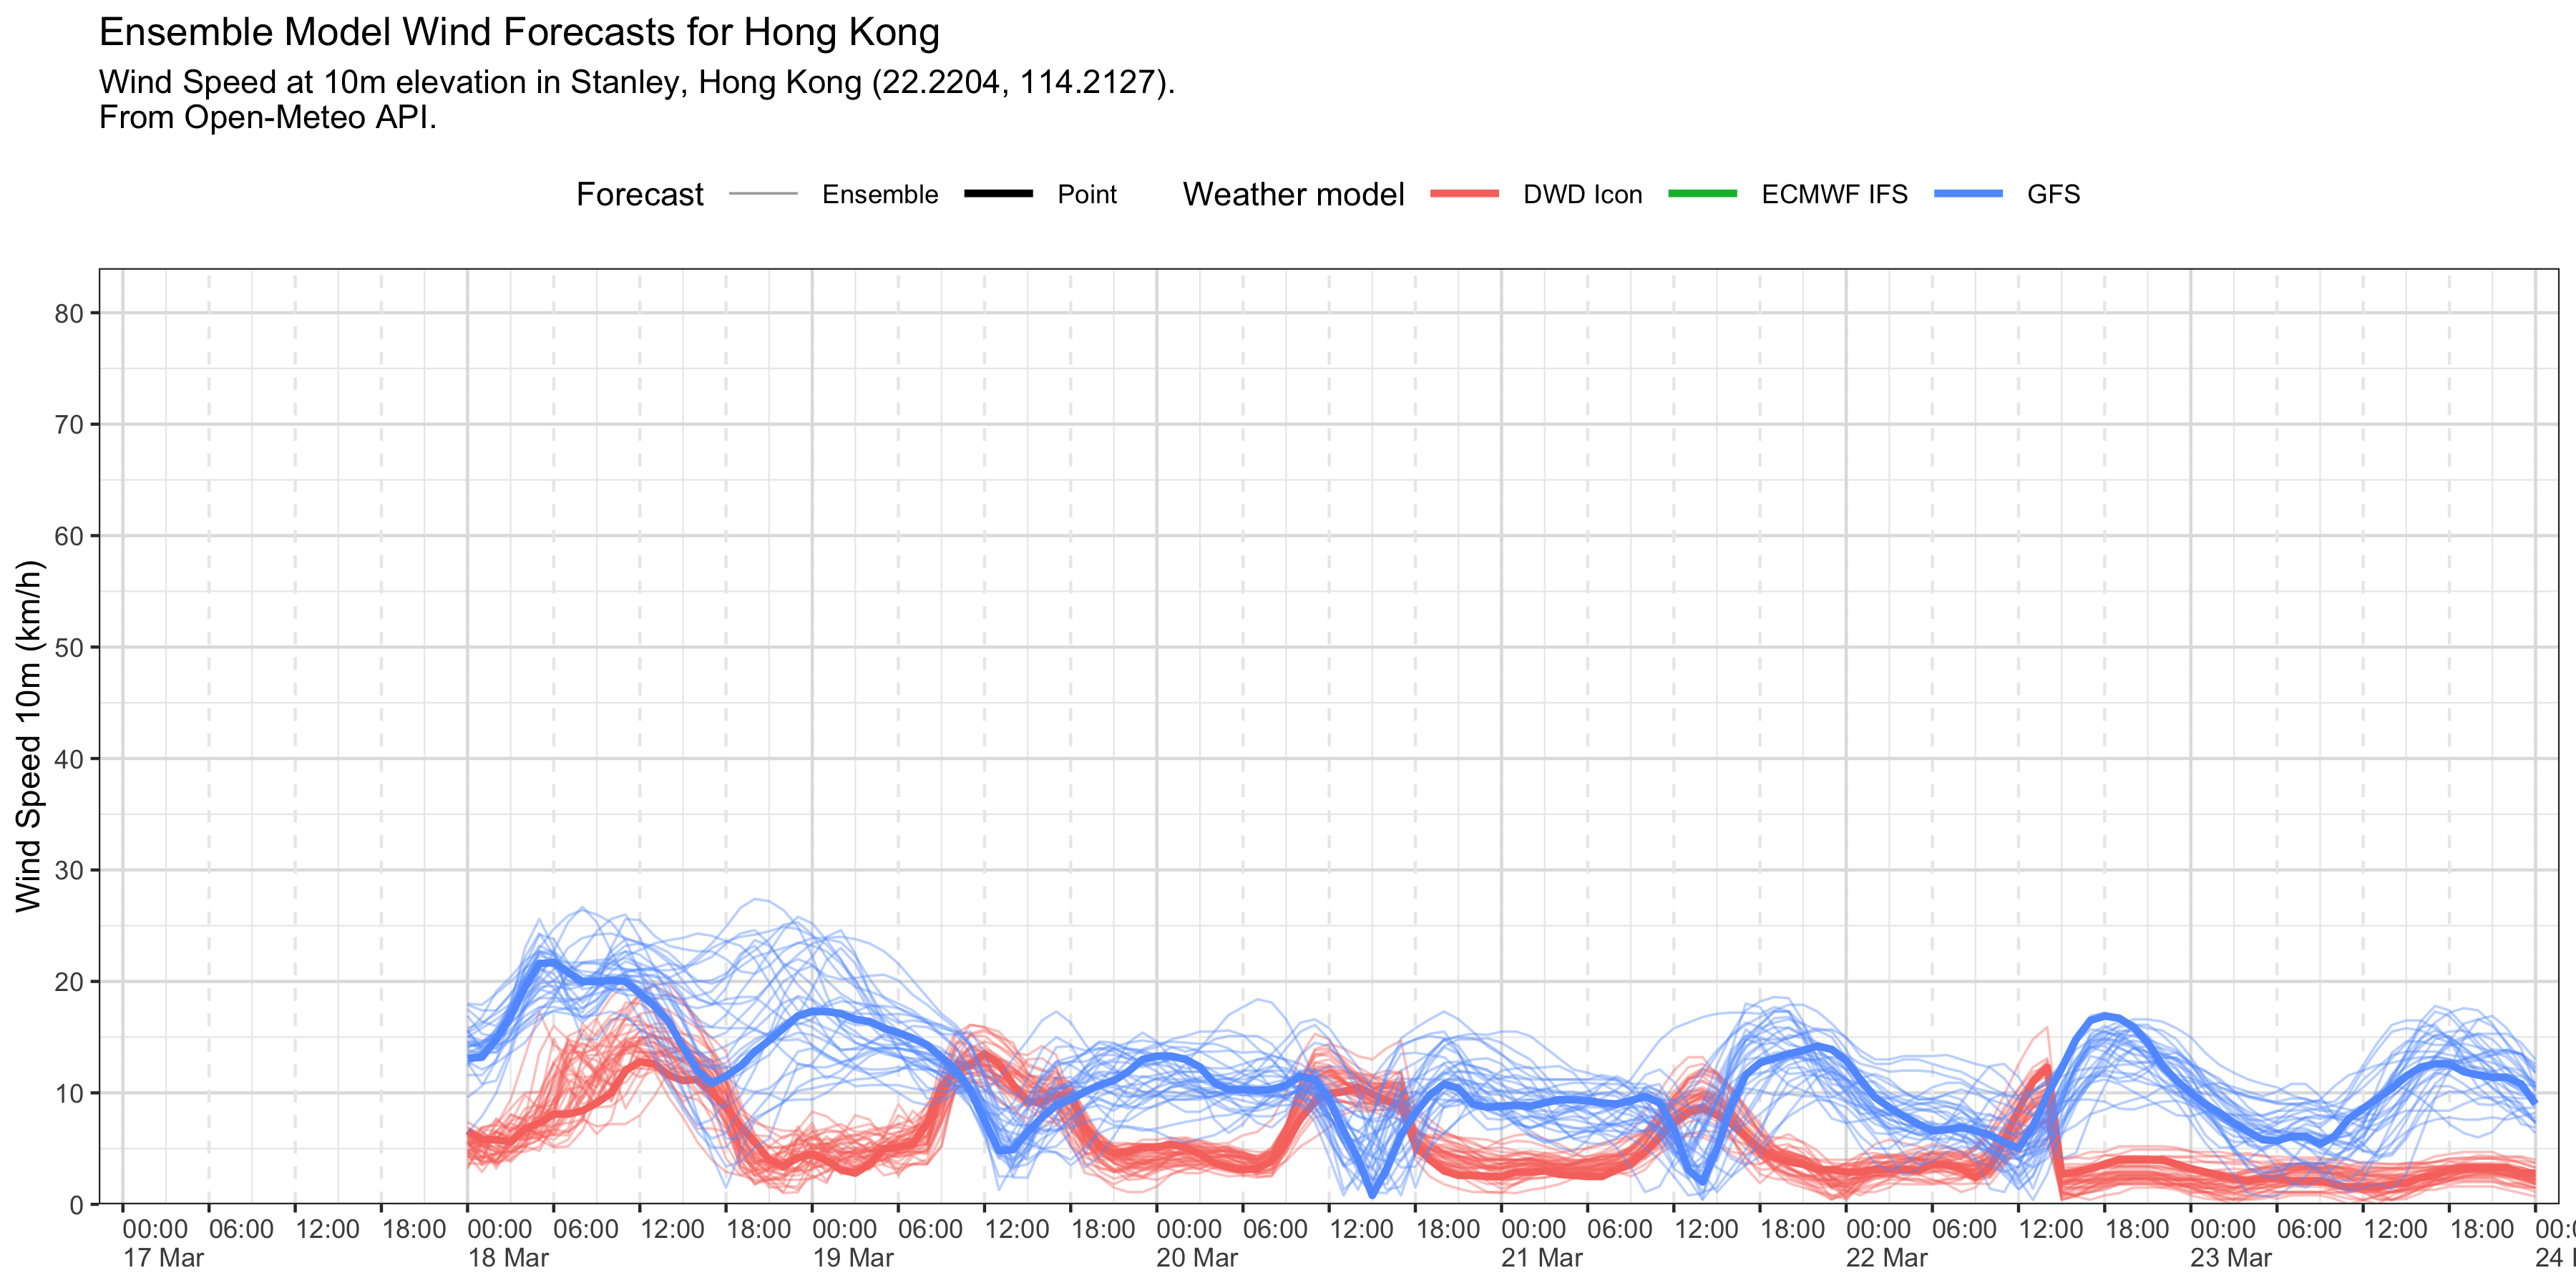 Ensemble Model Wind Forecasts for Hong Kong
Wind Speed at 10m elevation in Stanley, Hong Kong (22.2204, 114.2127).
From Open-Meteo API.
Forecast Ensemble Point Weather model DWD Icon ECMWF IFS GFS
Wind Speed 10m (km/h)
80
70
60
50
40
30
20
10
0
00:00 06:00 12:00 18:00 00:00 06:00 12:00 18:00 00:00 06:00 12:00 18:00 00:00 06:00 12:00 18:00 00:00 06:00 12:00 18:00 00:00 06:00 12:00 18:00 00:00 06:00 12:00 18:00 00:0
17 Mar 18 Mar 19 Mar 20 Mar 21 Mar 22 Mar 23 Mar 24